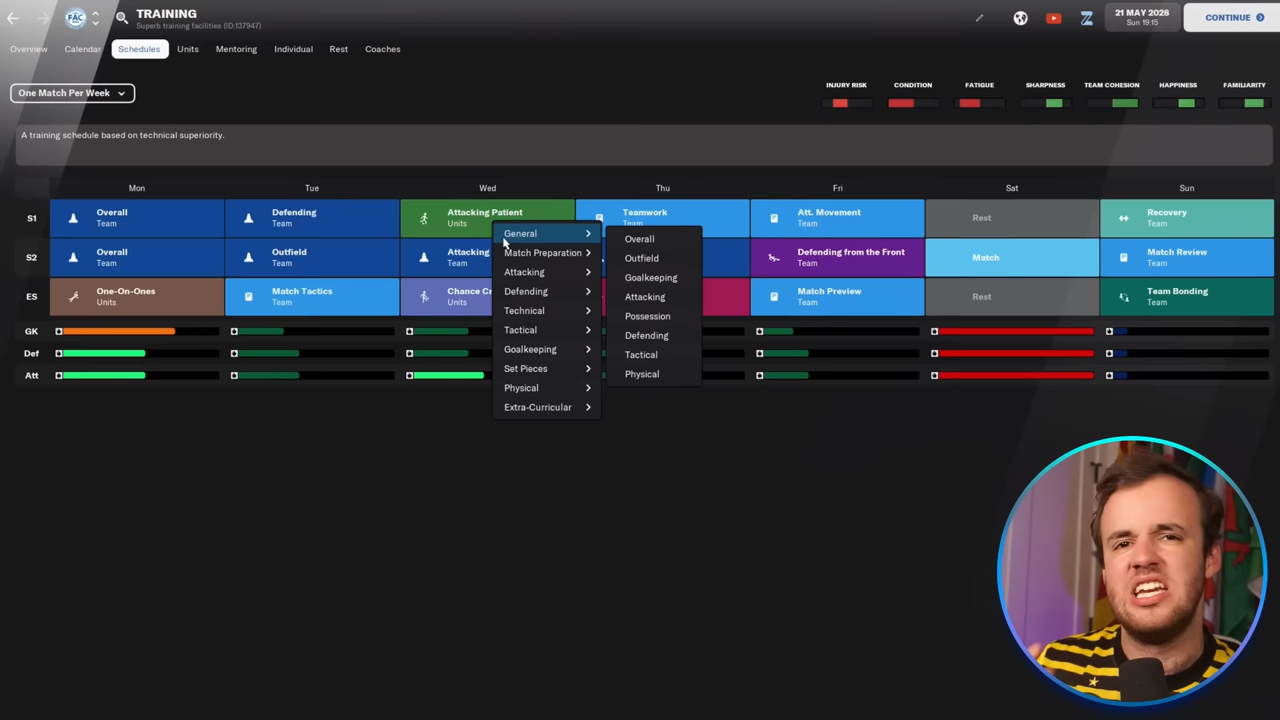 TRAINING
Superb training facilities (ID:137947)
FAC
21 MAY 2028
Sun 19:15
CONTINUE
Overview
Calendar
Schedules
Units
Mentoring
Individual
Rest
Coaches
One Match Per Week
INJURY RISK
CONDITION
FATIGUE
SHARPNESS
TEAM COHESION
HAPPINESS
FAMILIARITY
A training schedule based on technical superiority.
Mon
Tue
Wed
Thu
Fri
Sat
Sun
S1
Overall
Team
Defending
Team
Attacking Patient
Units
Teamwork
Team
Att. Movement
Team
Rest
Recovery
Team
S2
Overall
Team
Outfield
Team
Attacking
Team
Defending from the Front
Team
Match
Match Review
Team
ES
One-On-Ones
Units
Match Tactics
Team
Chance Cr
Units
Match Preview
Team
Rest
Team Bonding
Team
GK
Def
Att
General
Match Preparation
Attacking
Defending
Technical
Tactical
Goalkeeping
Set Pieces
Physical
Extra-Curricular
Overall
Outfield
Goalkeeping
Attacking
Possession
Defending
Tactical
Physical